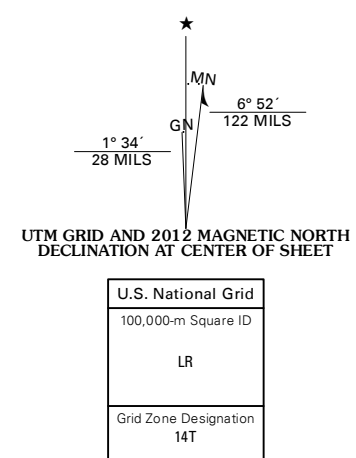 MN
6° 52´
122 MILS
GN
1° 34´
28 MILS
UTM GRID AND 2012 MAGNETIC NORTH
DECLINATION AT CENTER OF SHEET
U.S. National Grid
100,000-m Square ID
LR
Grid Zone Designation
14T